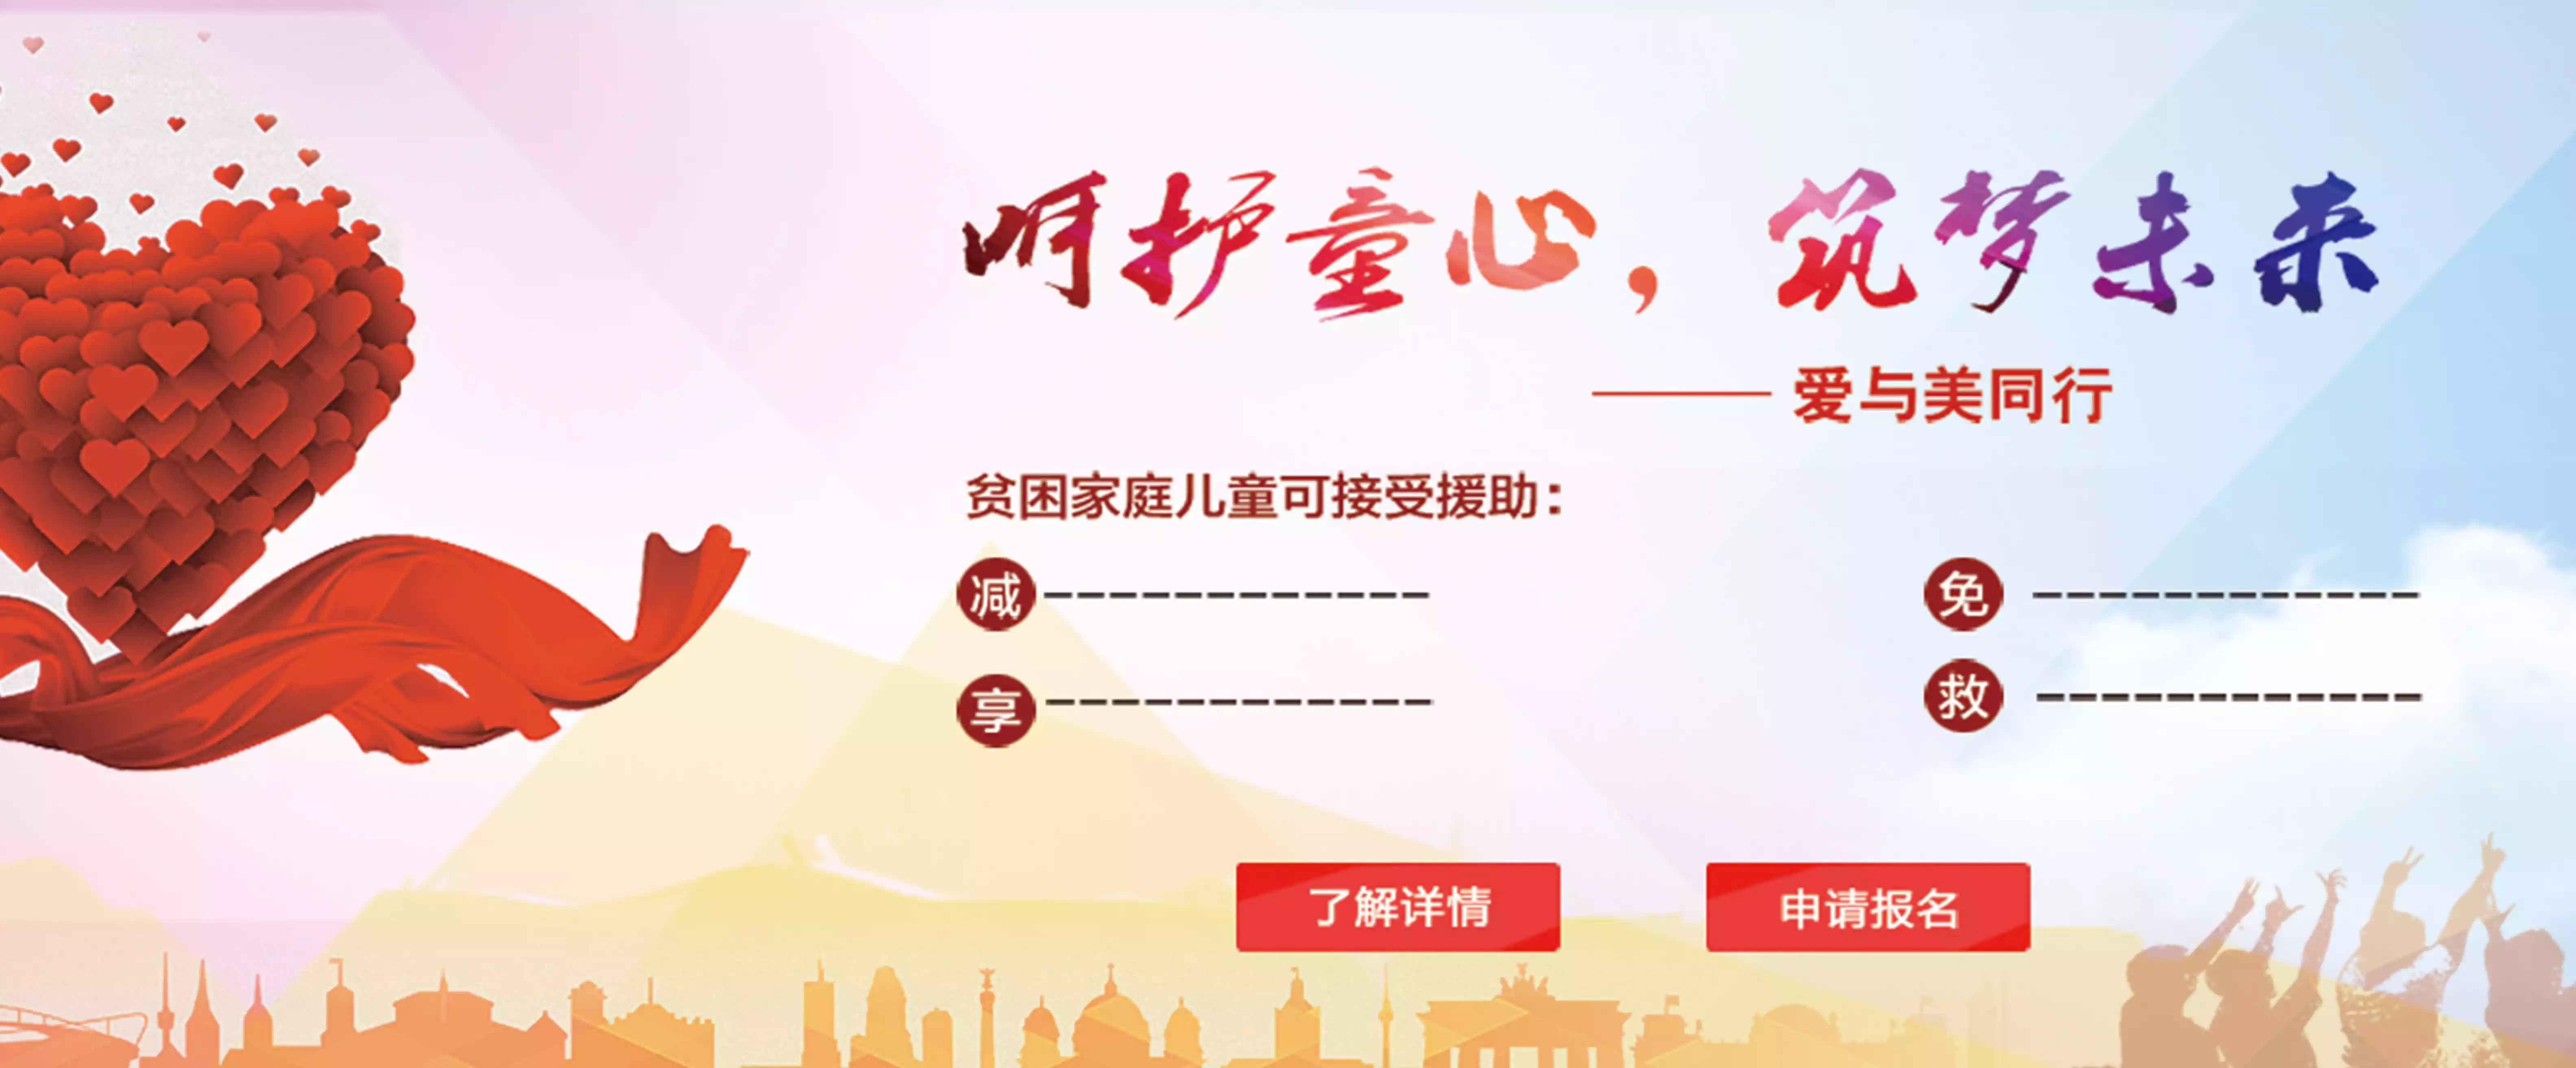 呵护童心，筑梦未来
——爱与美同行
贫困家庭儿童可接受援助：
减 ------------ 免 ------------
享 ------------ 救 ------------
了解详情 申请报名